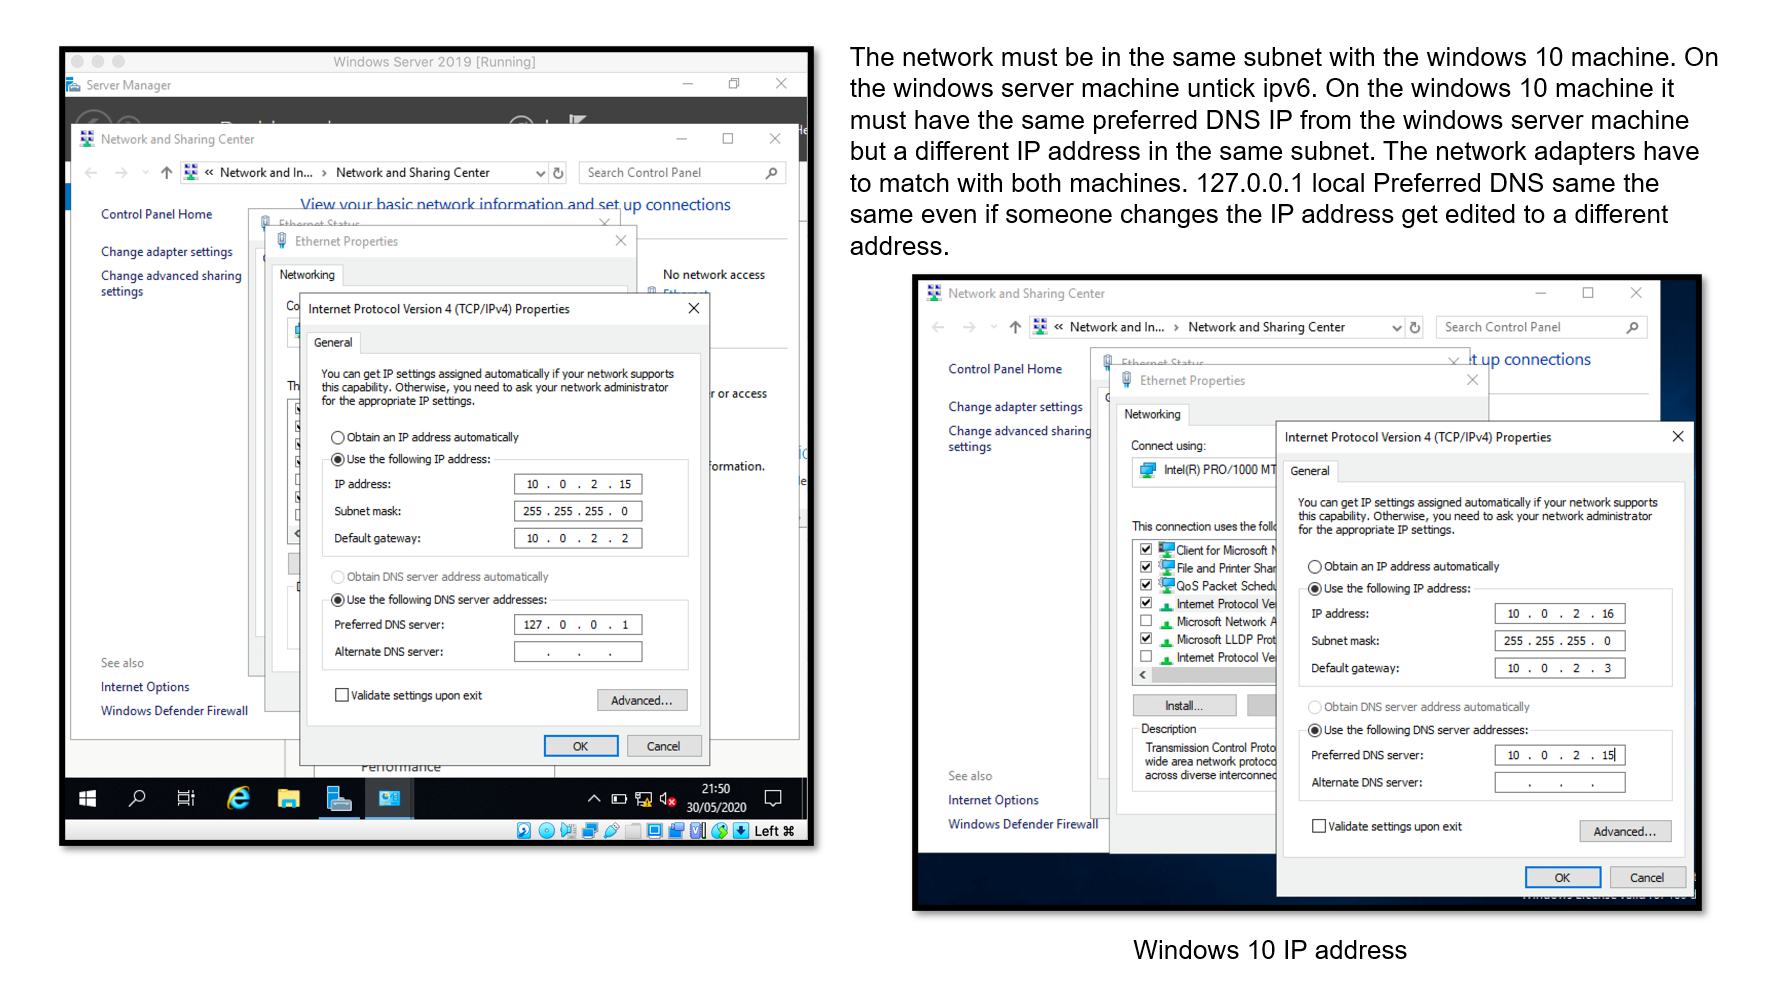 Windows Server 2019 [Running]
Server Manager
Network and Sharing Center
« Network and In... › Network and Sharing Center
Search Control Panel
Control Panel Home
View your basic network information and set up connections
Change adapter settings
Change advanced sharing
settings
Ethernet Status
Ethernet Properties
Networking
No network access
Ethernet
Internet Protocol Version 4 (TCP/IPv4) Properties
General
You can get IP settings assigned automatically if your network supports
this capability. Otherwise, you need to ask your network administrator
for the appropriate IP settings.
r or access
Obtain an IP address automatically
Use the following IP address:
formation.
IP address: 10 . 0 . 2 . 15
Subnet mask: 255 . 255 . 255 . 0
Default gateway: 10 . 0 . 2 . 2
Obtain DNS server address automatically
Use the following DNS server addresses:
Preferred DNS server: 127 . 0 . 0 . 1
Alternate DNS server: . . .
Validate settings upon exit
Advanced...
OK
Cancel
See also
Internet Options
Windows Defender Firewall
Performance
21:50
30/05/2020
Left ⌘
The network must be in the same subnet with the windows 10 machine. On
the windows server machine untick ipv6. On the windows 10 machine it
must have the same preferred DNS IP from the windows server machine
but a different IP address in the same subnet. The network adapters have
to match with both machines. 127.0.0.1 local Preferred DNS same the
same even if someone changes the IP address get edited to a different
address.
Network and Sharing Center
« Network and In... › Network and Sharing Center
Search Control Panel
Control Panel Home
t up connections
Change adapter settings
Change advanced sharing
settings
Ethernet Status
Ethernet Properties
Networking
Connect using:
Intel(R) PRO/1000 MT
This connection uses the follo
Client for Microsoft N
File and Printer Shar
QoS Packet Schedu
Internet Protocol Ve
Microsoft Network A
Microsoft LLDP Prot
Internet Protocol Ve
Install...
Description
Transmission Control Proto
wide area network protoco
across diverse interconnec
See also
Internet Options
Windows Defender Firewall
Internet Protocol Version 4 (TCP/IPv4) Properties
General
You can get IP settings assigned automatically if your network supports
this capability. Otherwise, you need to ask your network administrator
for the appropriate IP settings.
Obtain an IP address automatically
Use the following IP address:
IP address: 10 . 0 . 2 . 16
Subnet mask: 255 . 255 . 255 . 0
Default gateway: 10 . 0 . 2 . 3
Obtain DNS server address automatically
Use the following DNS server addresses:
Preferred DNS server: 10 . 0 . 2 . 15
Alternate DNS server: . . .
Validate settings upon exit
Advanced...
OK
Cancel
Windows 10 IP address